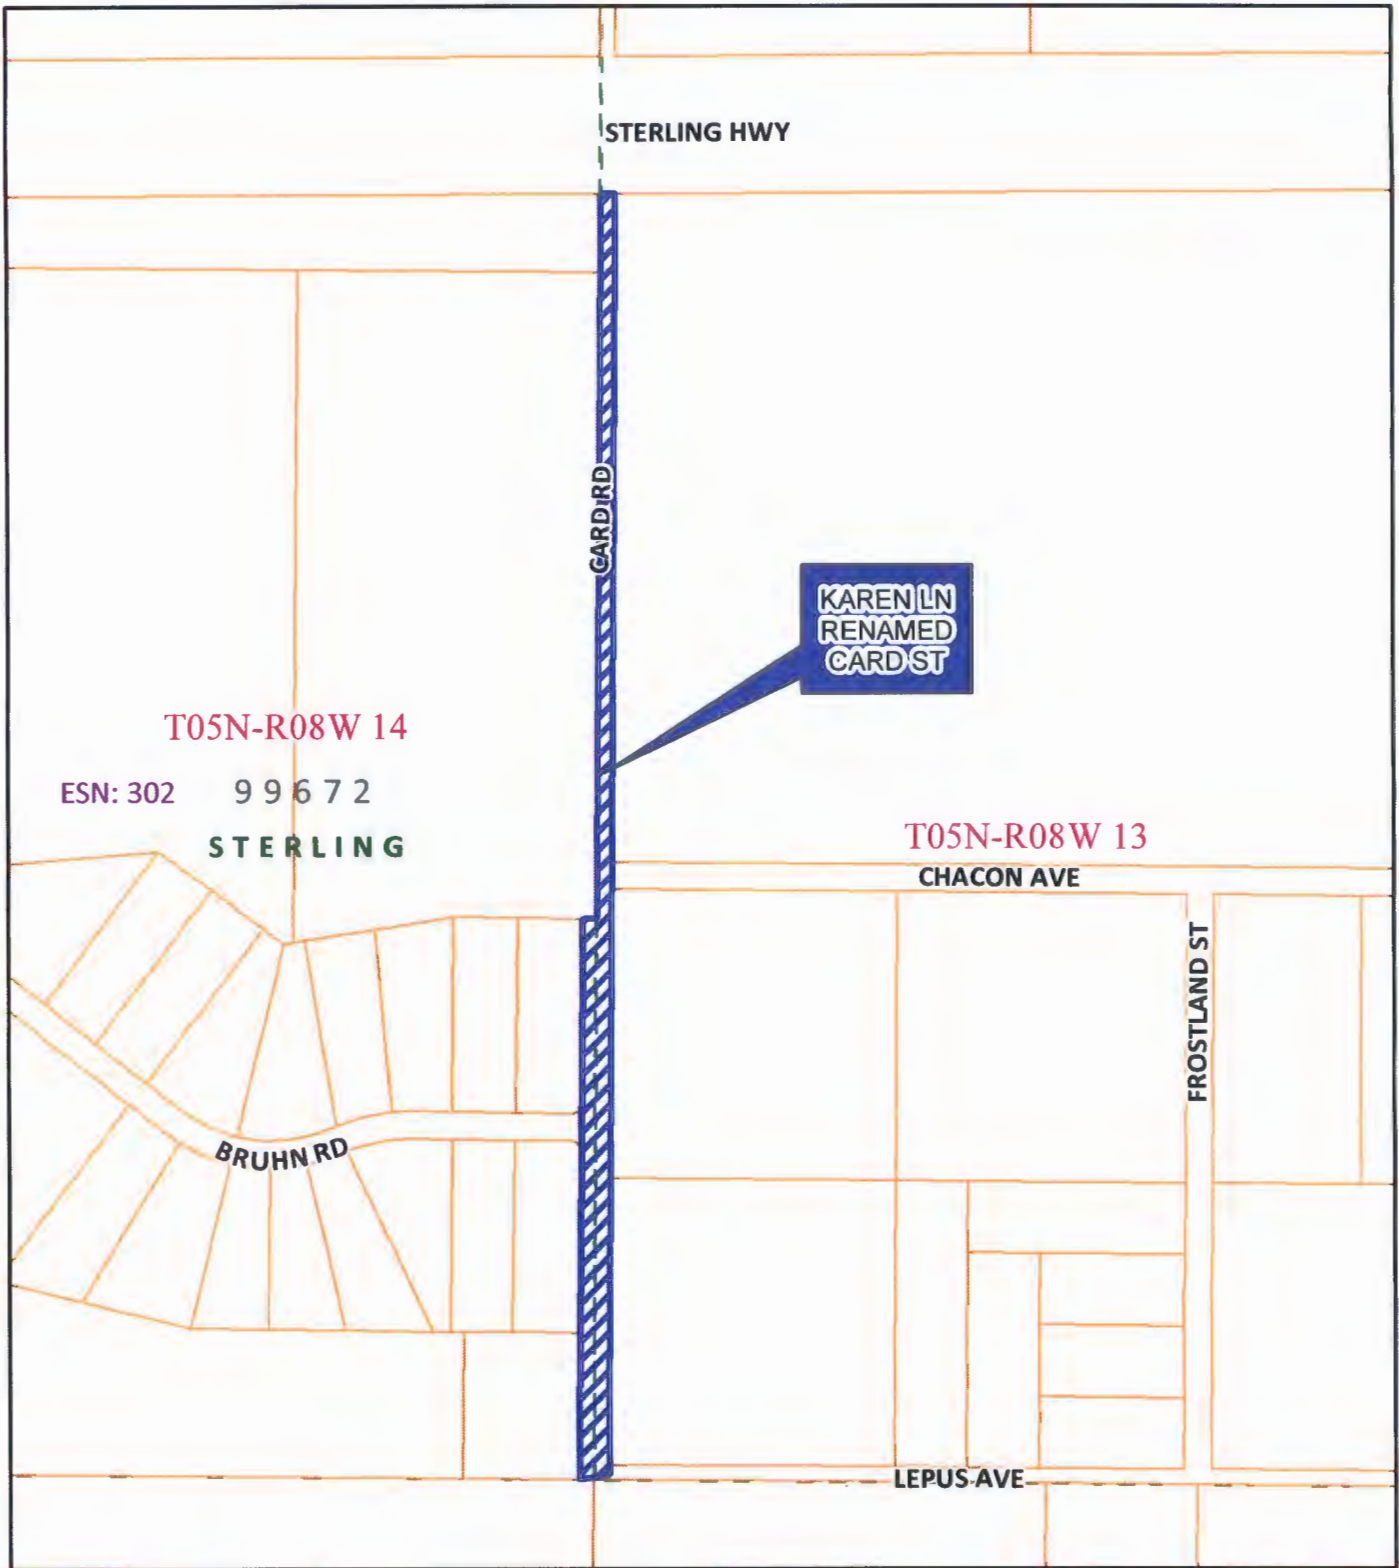 STERLING HWY
CARD RD
KAREN LN
RENAMED
CARD ST
T05N-R08W 14
ESN: 302
99672
STERLING
T05N-R08W 13
CHACON AVE
FROSTLAND ST
BRUHN RD
LEPUS AVE